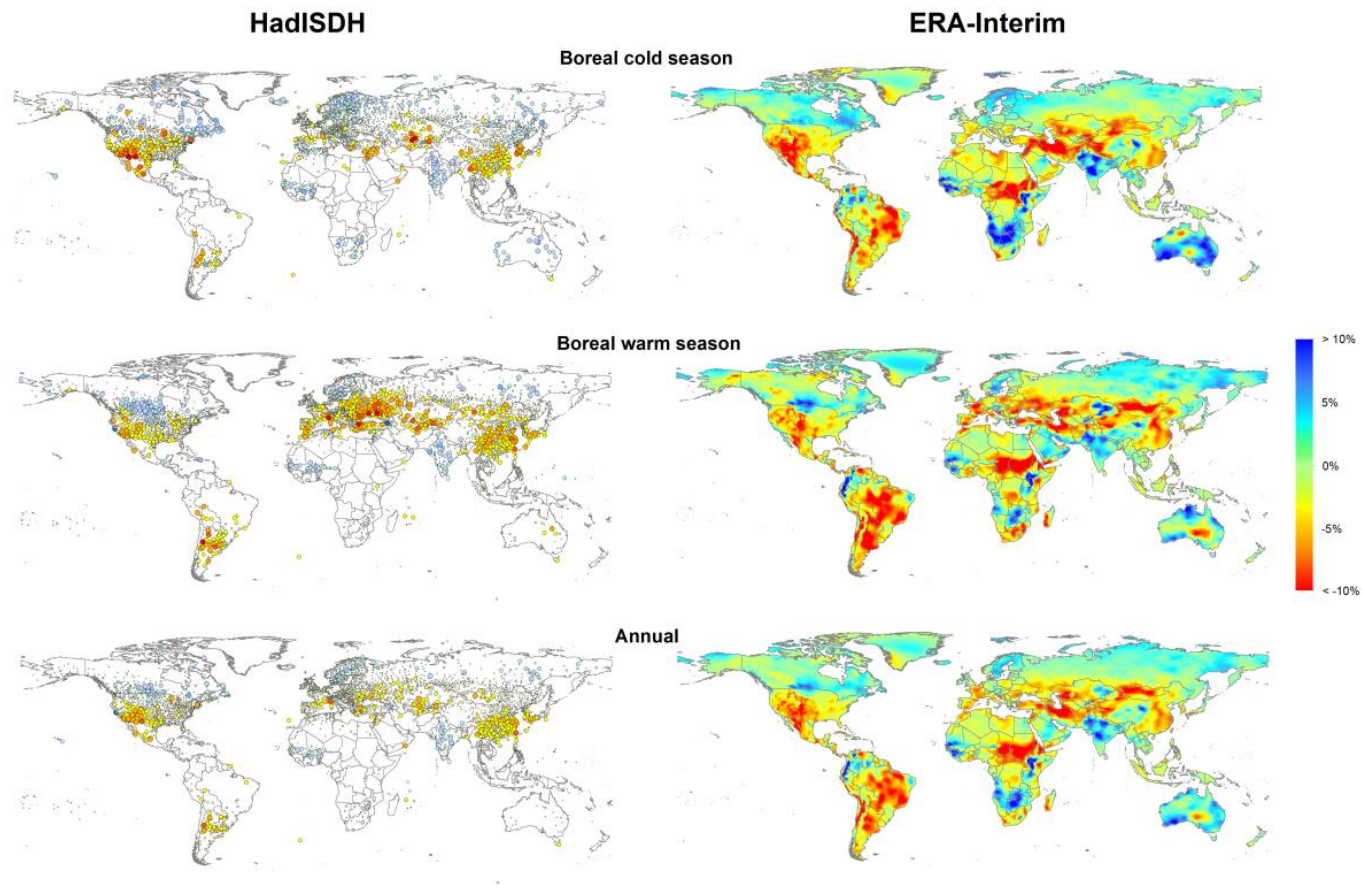 HadISDH
ERA-Interim
Boreal cold season
Boreal warm season
> 10%
5%
0%
-5%
< -10%
Annual